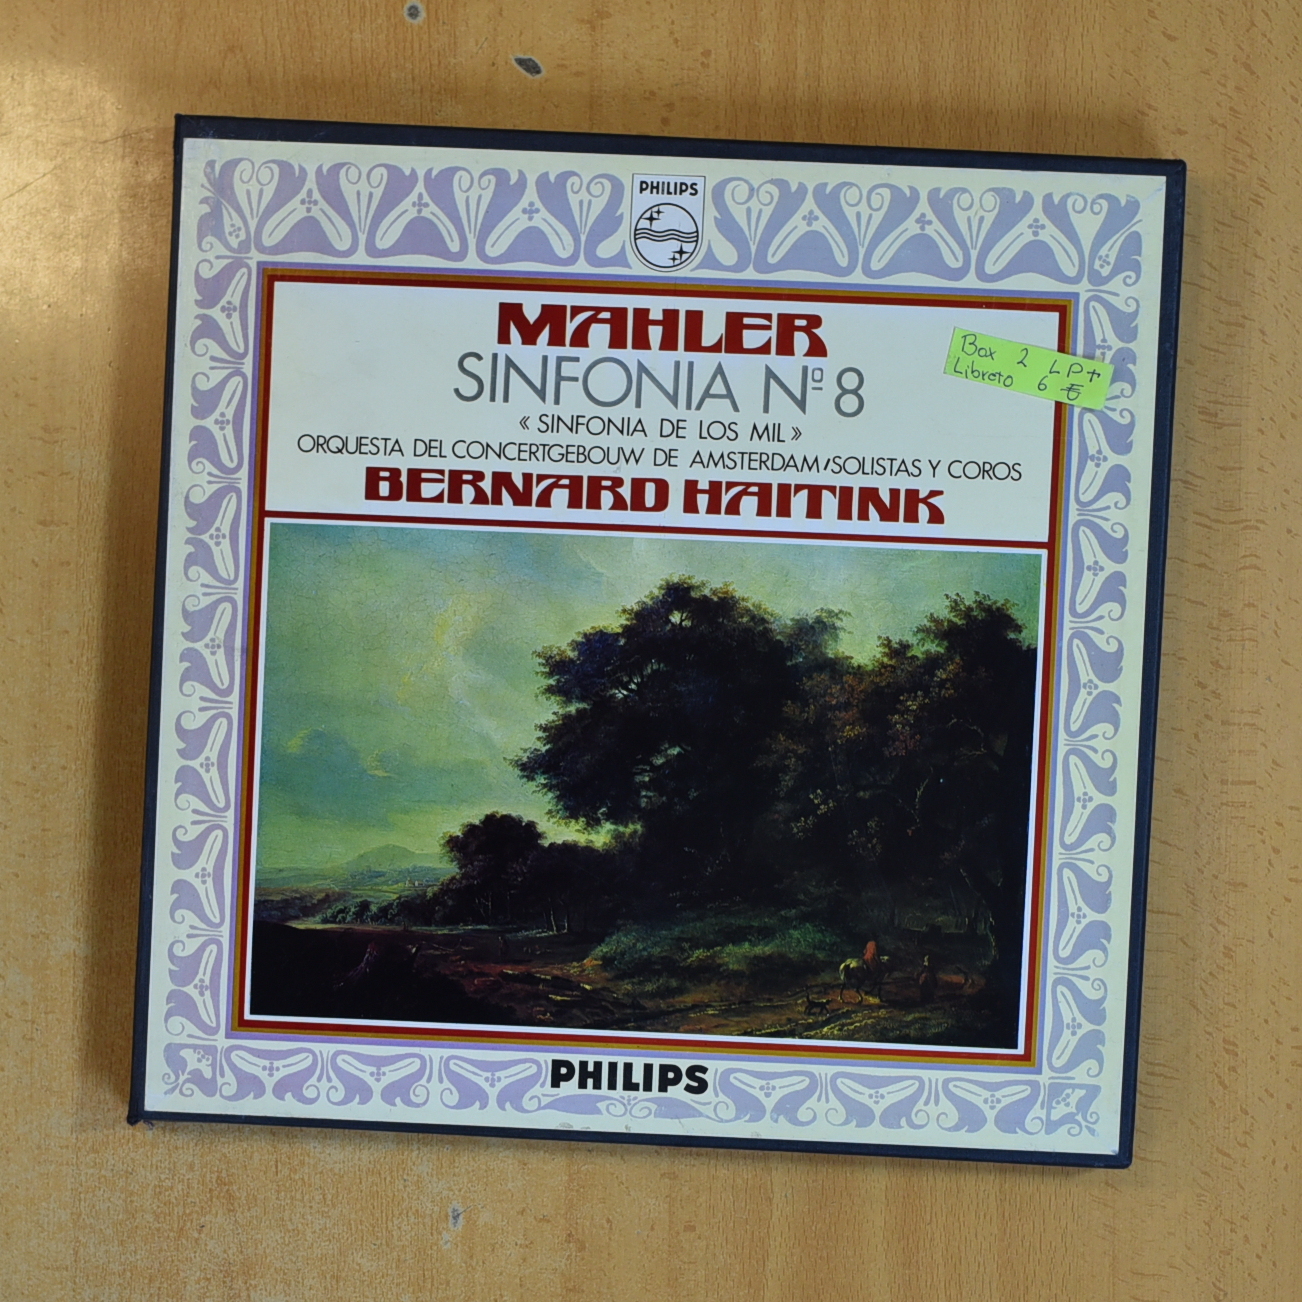 PHILIPS
MAHLER
SINFONIA Nº 8
« SINFONIA DE LOS MIL »
ORQUESTA DEL CONCERTGEBOUW DE AMSTERDAM/SOLISTAS Y COROS
BERNARD HAITINK
Box 2 LP+
Libreto 6 €
PHILIPS